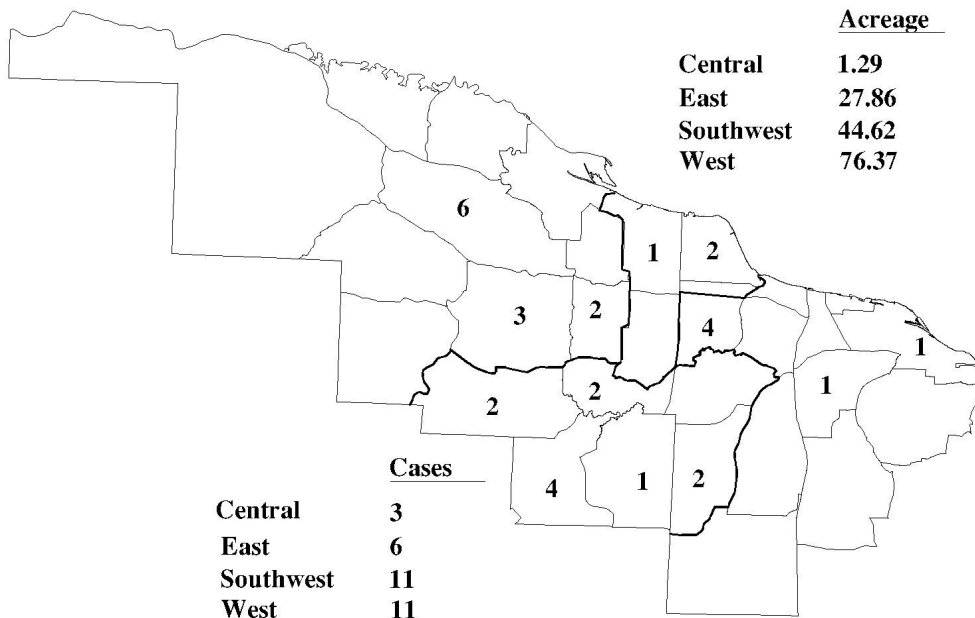 Acreage
Central 1.29
East 27.86
Southwest 44.62
West 76.37
6
1 2
3 2 4
1
2 2 1
4 1 2
Cases
Central 3
East 6
Southwest 11
West 11